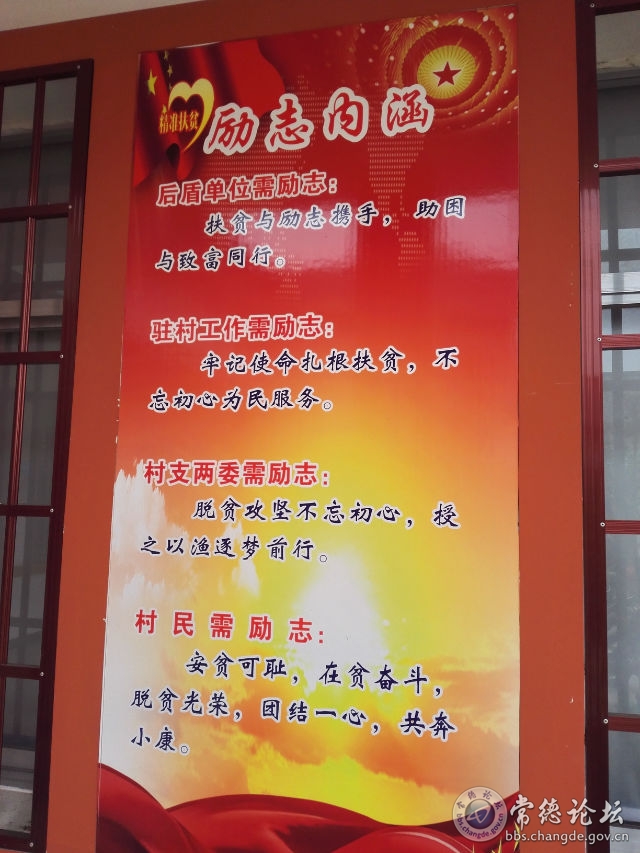 精准扶贫
励志内涵
后盾单位需励志：
扶贫与励志携手，助困
与致富同行。
驻村工作需励志：
牢记使命扎根扶贫，不
忘初心为民服务。
村支两委需励志：
脱贫攻坚不忘初心，授
之以渔逐梦前行。
村民需励志：
安贫可耻，在贫奋斗，
脱贫光荣，团结一心，共奔
小康。
常德论坛
bbs.changde.gov.cn